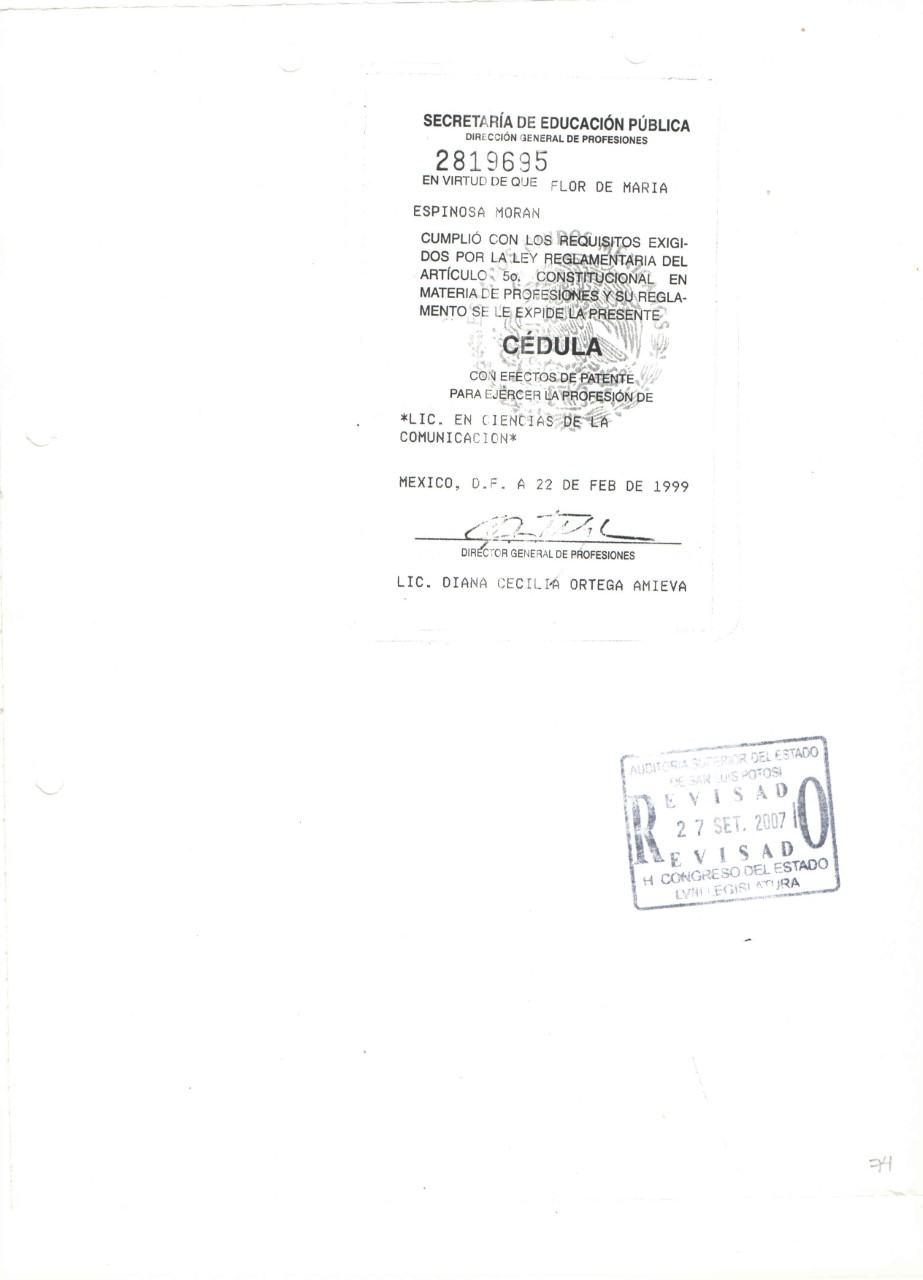 SECRETARÍA DE EDUCACIÓN PÚBLICA
DIRECCIÓN GENERAL DE PROFESIONES
2819695
EN VIRTUD DE QUE FLOR DE MARIA
ESPINOSA MORAN
CUMPLIÓ CON LOS REQUISITOS EXIGI-
DOS POR LA LEY REGLAMENTARIA DEL
ARTÍCULO 5o. CONSTITUCIONAL EN
MATERIA DE PROFESIONES Y SU REGLA-
MENTO SE LE EXPIDE LA PRESENTE
CÉDULA
CON EFECTOS DE PATENTE
PARA EJERCER LA PROFESIÓN DE
*LIC. EN CIENCIAS DE LA
COMUNICACION*
MEXICO, D.F. A 22 DE FEB DE 1999
DIRECTOR GENERAL DE PROFESIONES
LIC. DIANA CECILIA ORTEGA AMIEVA
AUDITORIA SUPERIOR DEL ESTADO
DE SAN LUIS POTOSI
REVISADO
27 SET. 2007
REVISADO
H CONGRESO DEL ESTADO
LVIII LEGISLATURA
74